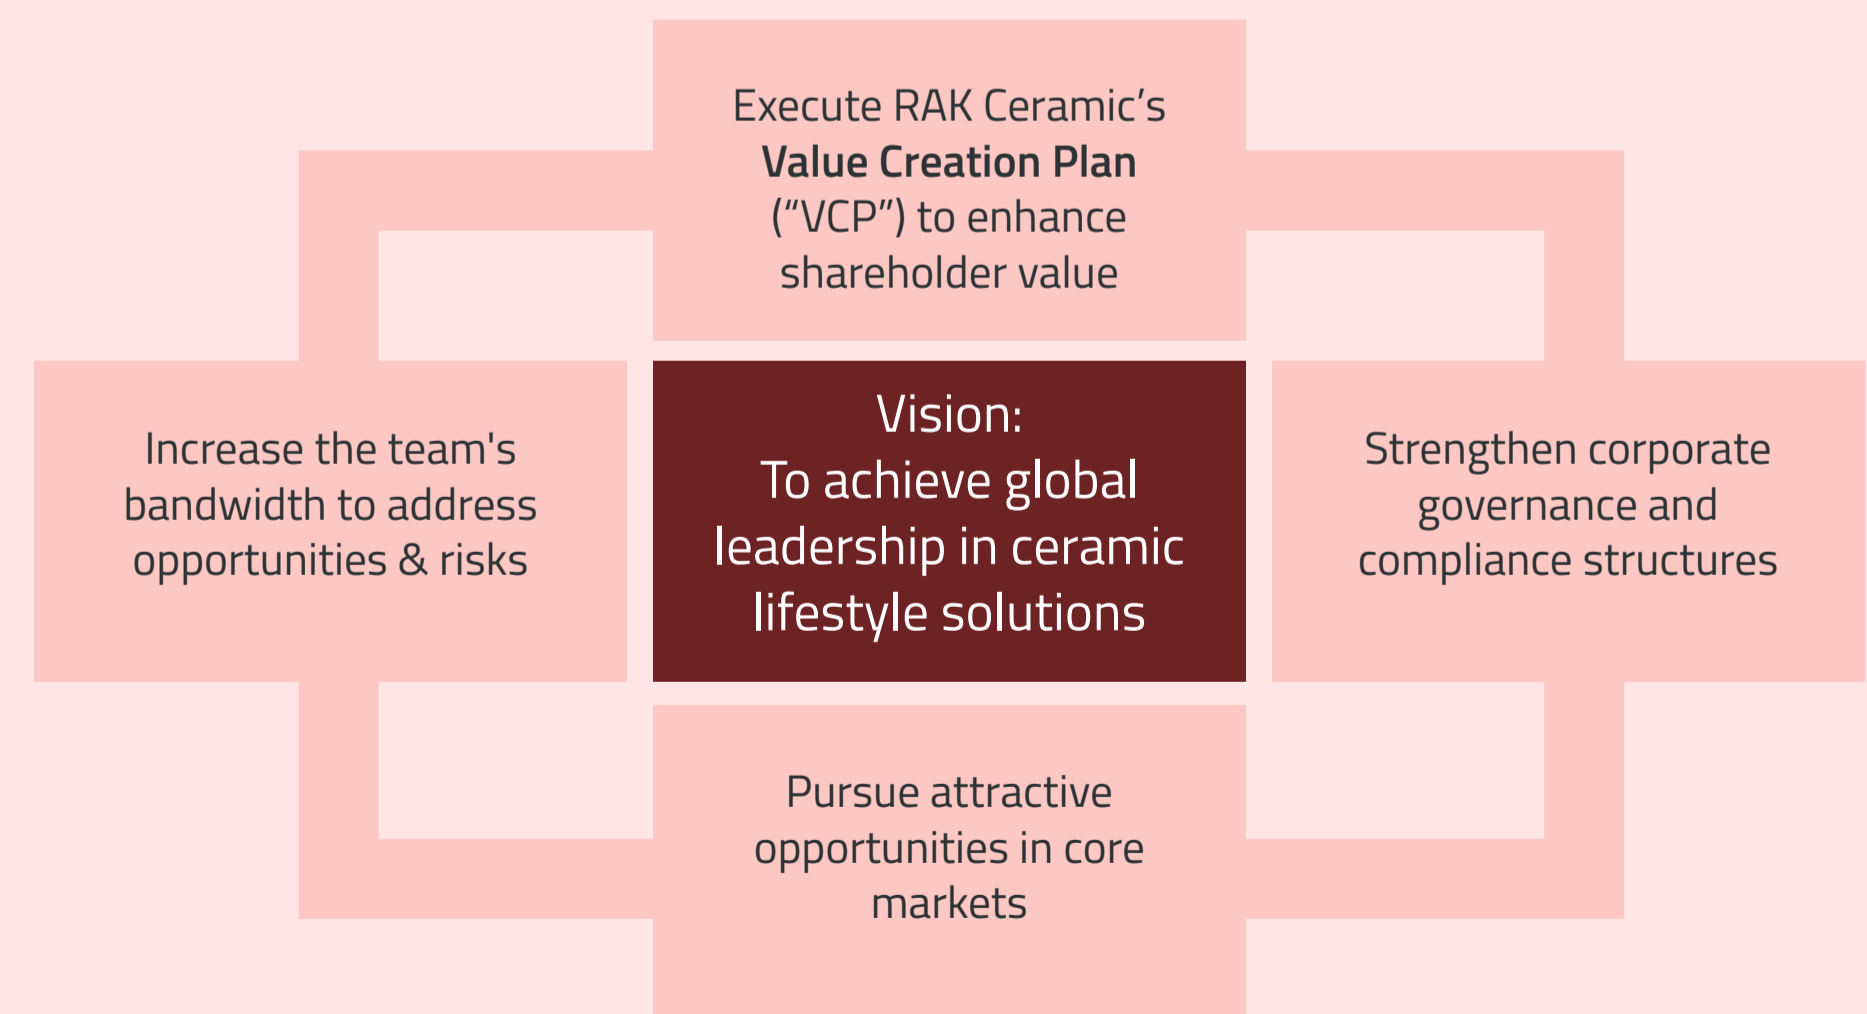 Execute RAK Ceramic’s
Value Creation Plan
(“VCP”) to enhance
shareholder value
Increase the team's
bandwidth to address
opportunities & risks
Vision:
To achieve global
leadership in ceramic
lifestyle solutions
Strengthen corporate
governance and
compliance structures
Pursue attractive
opportunities in core
markets